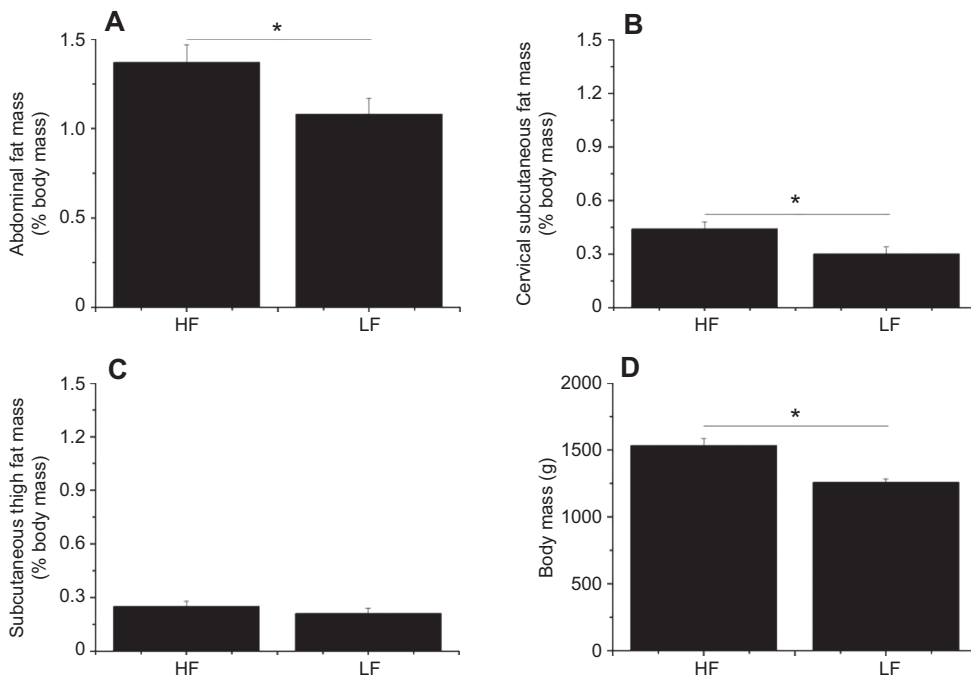 A
*
Abdominal fat mass
(% body mass)
1.5
1.0
0.5
0
HF
LF
B
*
Cervical subcutaneous fat mass
(% body mass)
1.5
1.2
0.9
0.6
0.3
0
HF
LF
C
Subcutaneous thigh fat mass
(% body mass)
1.5
1.2
0.9
0.6
0.3
0
HF
LF
D
*
Body mass (g)
2000
1500
1000
500
0
HF
LF